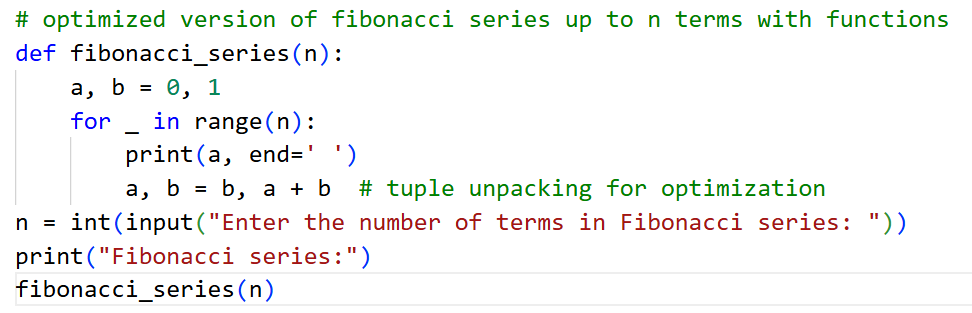 # optimized version of fibonacci series up to n terms with functions
def fibonacci_series(n):
    a, b = 0, 1
    for _ in range(n):
        print(a, end=' ')
        a, b = b, a + b  # tuple unpacking for optimization
n = int(input("Enter the number of terms in Fibonacci series: "))
print("Fibonacci series:")
fibonacci_series(n)